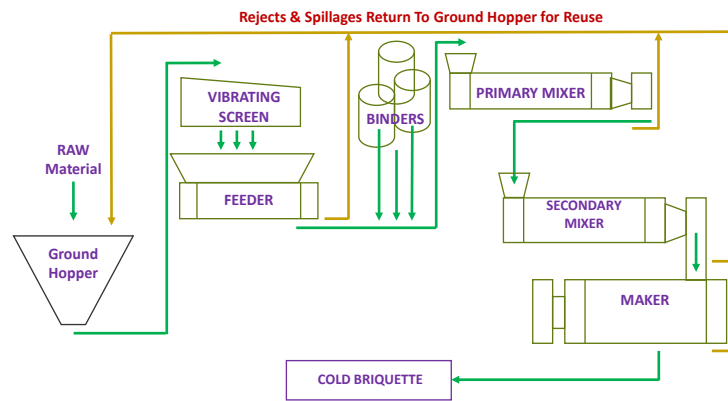 Rejects & Spillages Return To Ground Hopper for Reuse
VIBRATING
SCREEN
BINDERS
PRIMARY MIXER
RAW
Material
FEEDER
Ground
Hopper
SECONDARY
MIXER
MAKER
COLD BRIQUETTE